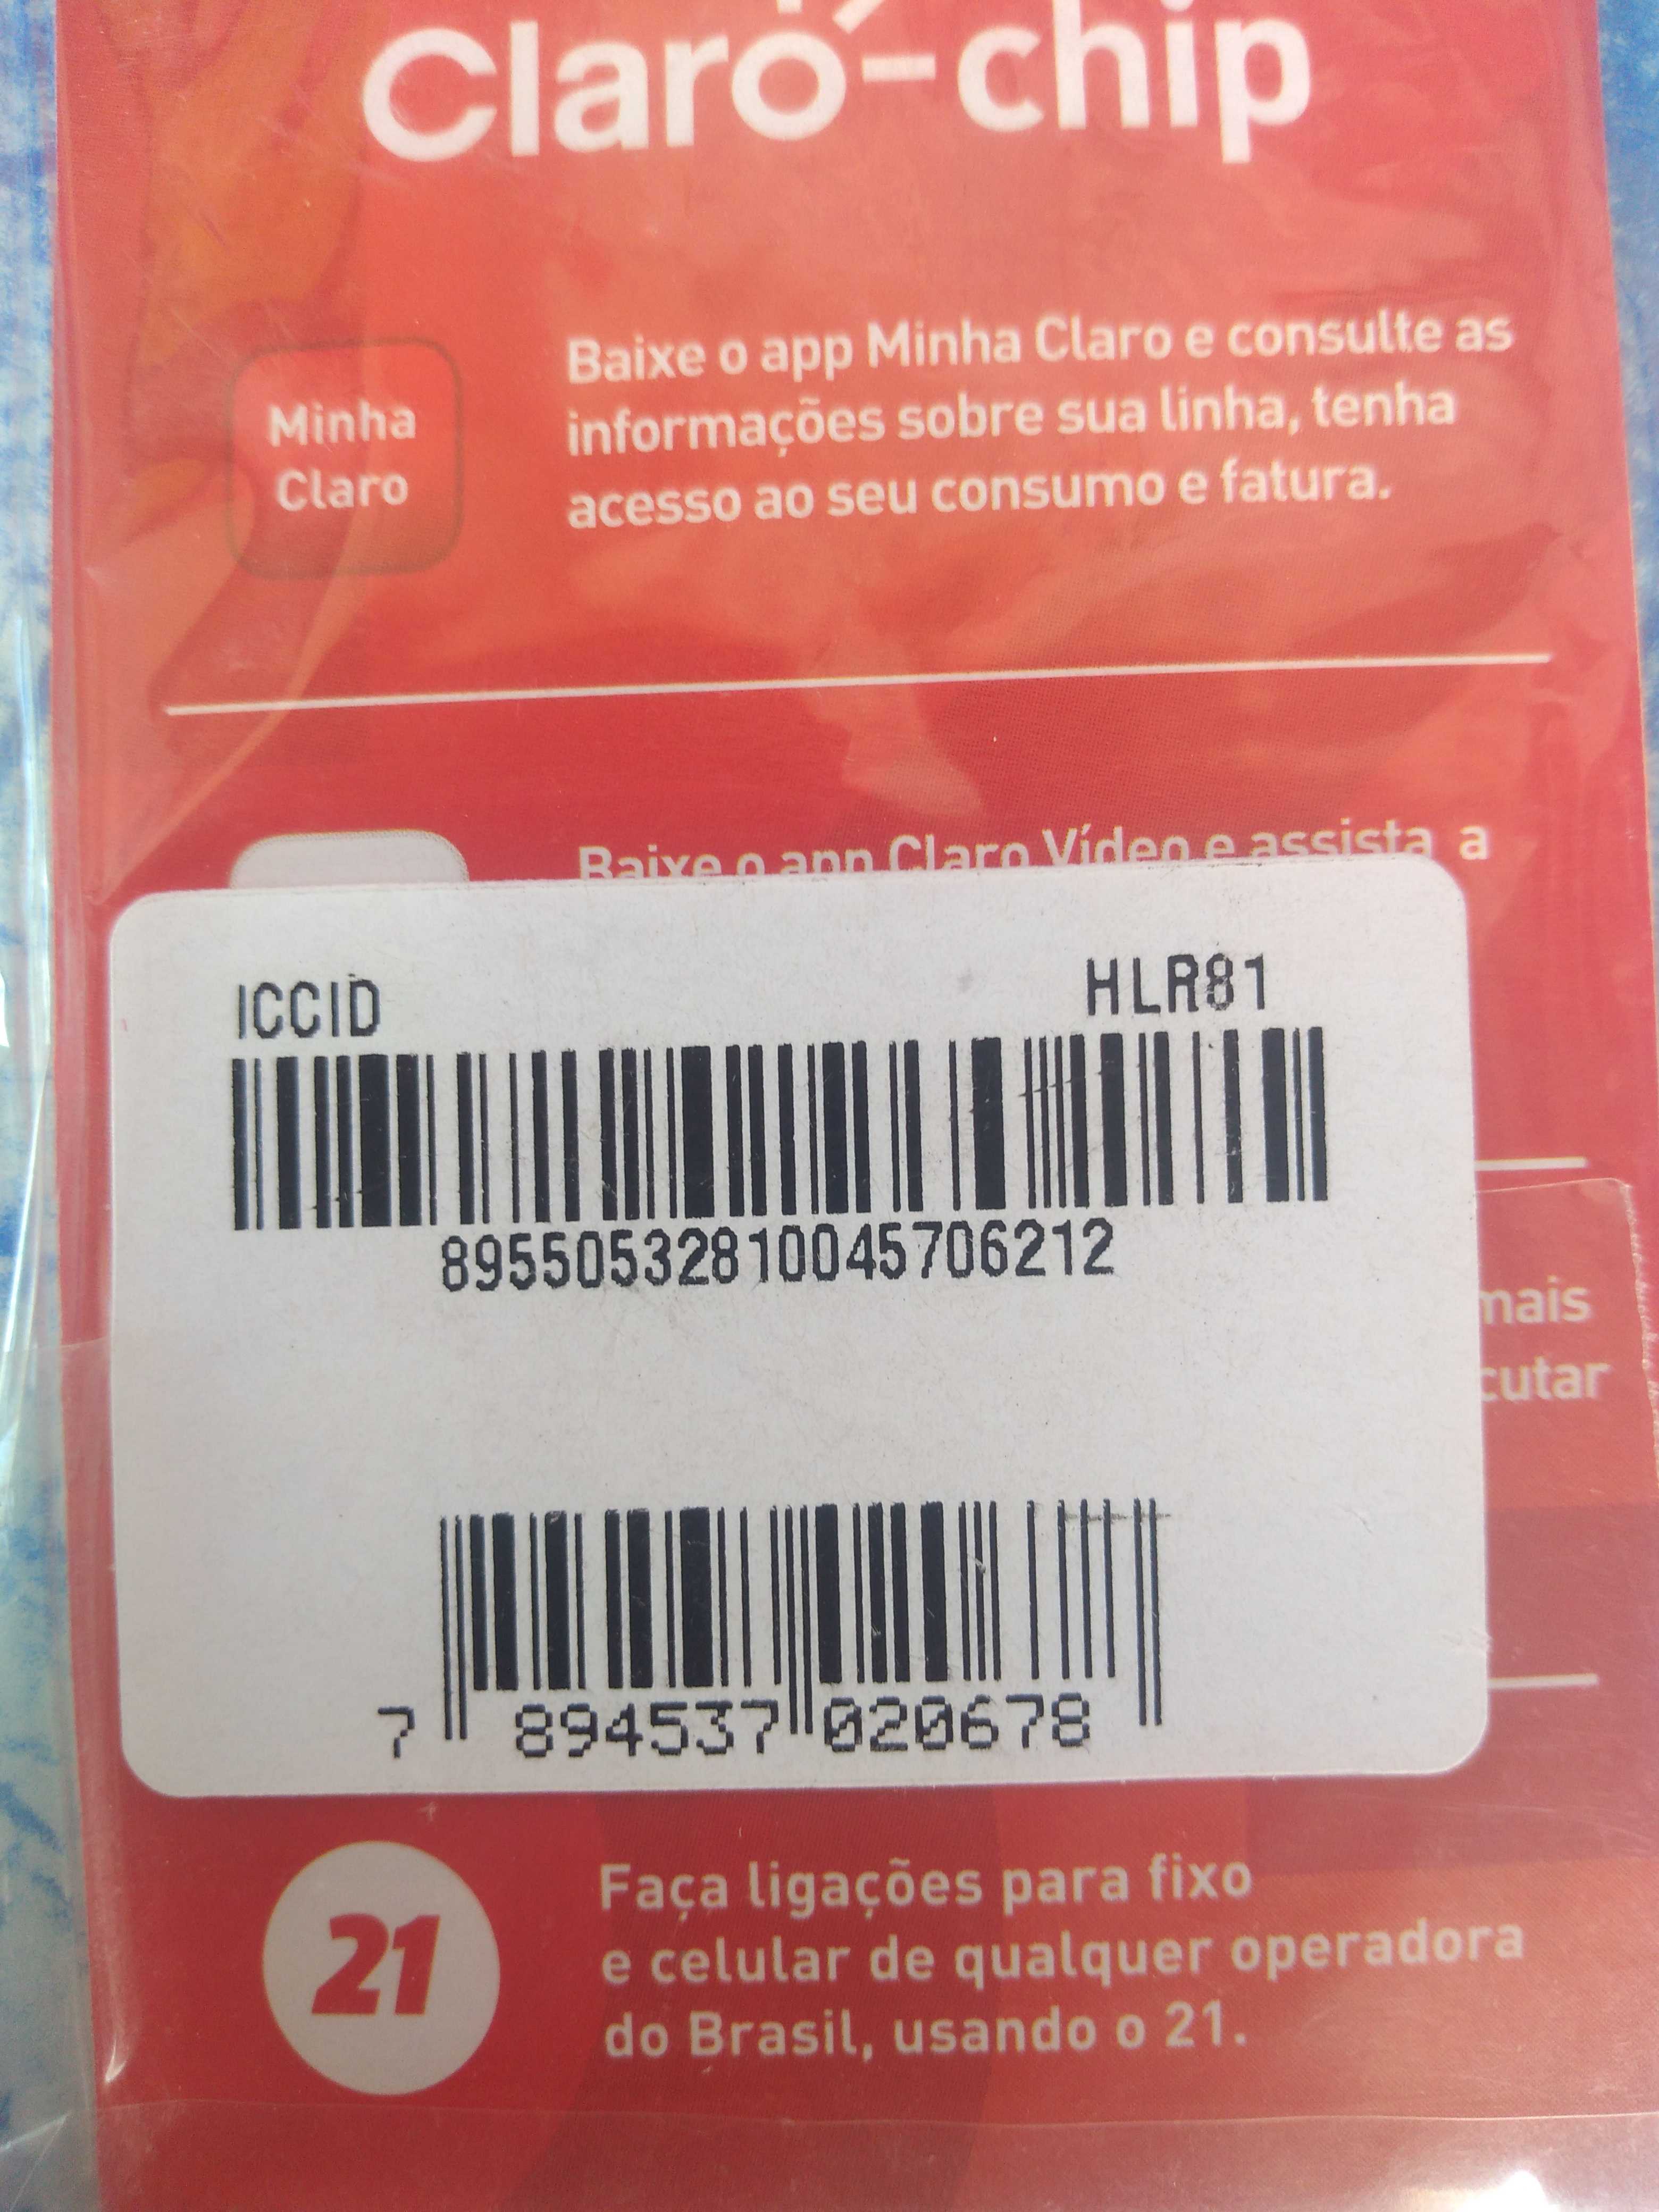 Claro-chip
Minha
Claro
Baixe o app Minha Claro e consulte as
informações sobre sua linha, tenha
acesso ao seu consumo e fatura.
Baixe o app Claro Vídeo e assista a
ICCID HLR81
89550532810045706212
mais
cutar
7 894537 020678
21
Faça ligações para fixo
e celular de qualquer operadora
do Brasil, usando o 21.